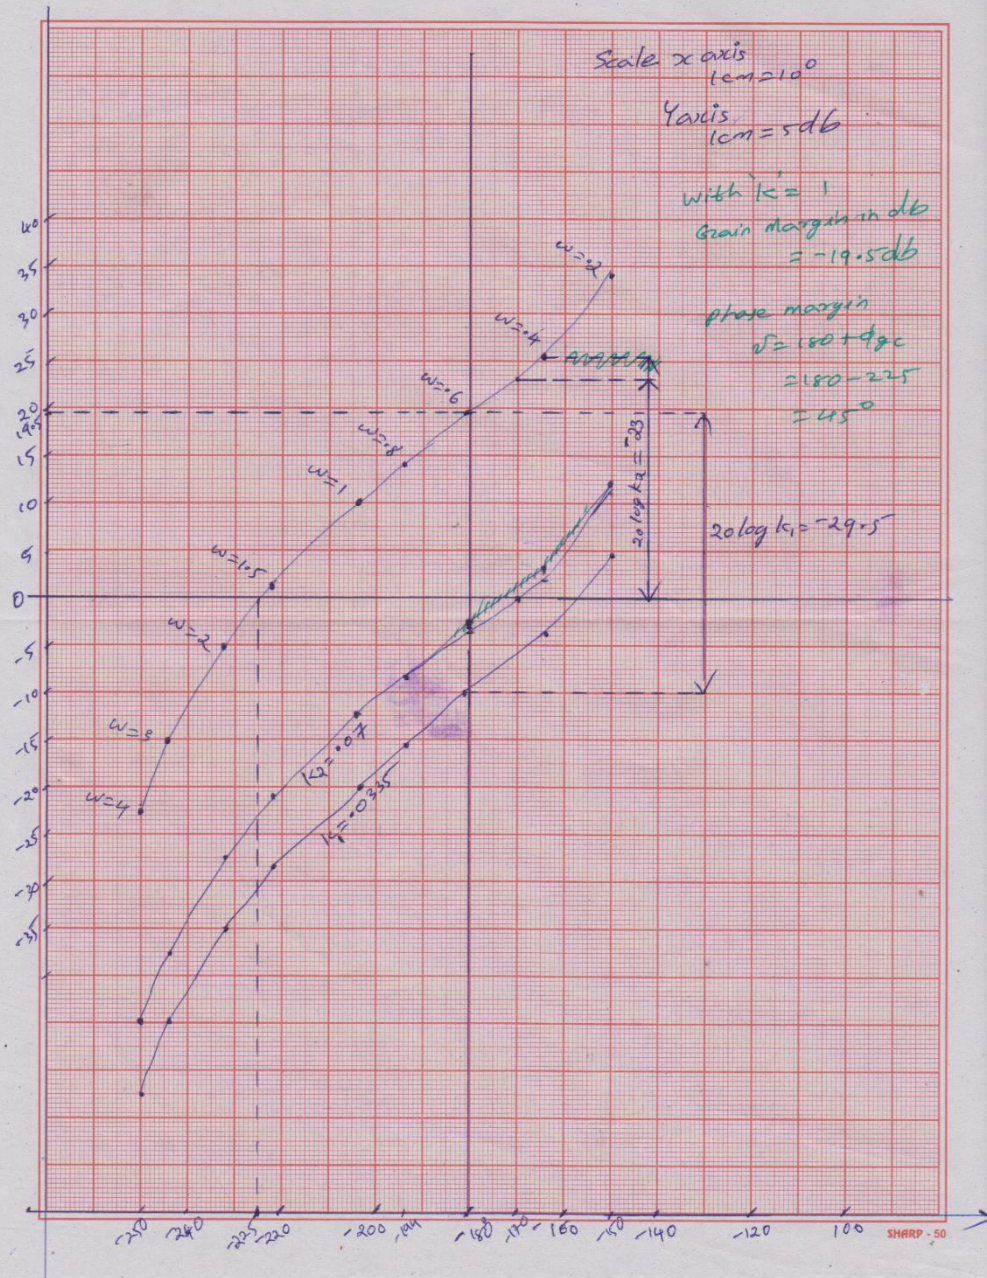 Scale x axis
1cm = 10°
Y axis
1cm = 5db
With 'k' = 1
Gain Margin in db
= -19.5db
phase margin
γ = 180 + φgc
= 180 - 225
= 45°
40
35
30
25
20
19.5
15
10
5
0
-5
-10
-15
-20
-25
-30
-35
w=.2
w=.4
w=.6
w=.8
w=1
w=1.5
w=2
w=3
w=4
20 log k2 = -23
20 log k1 = -29.5
K2 = .07
K1 = .0335
-250
-240
-225
-220
-200
-194
-180
-170
-160
-150
-140
-120
100
SHARP - 50